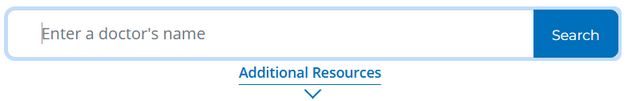 Enter a doctor's name
Search
Additional Resources